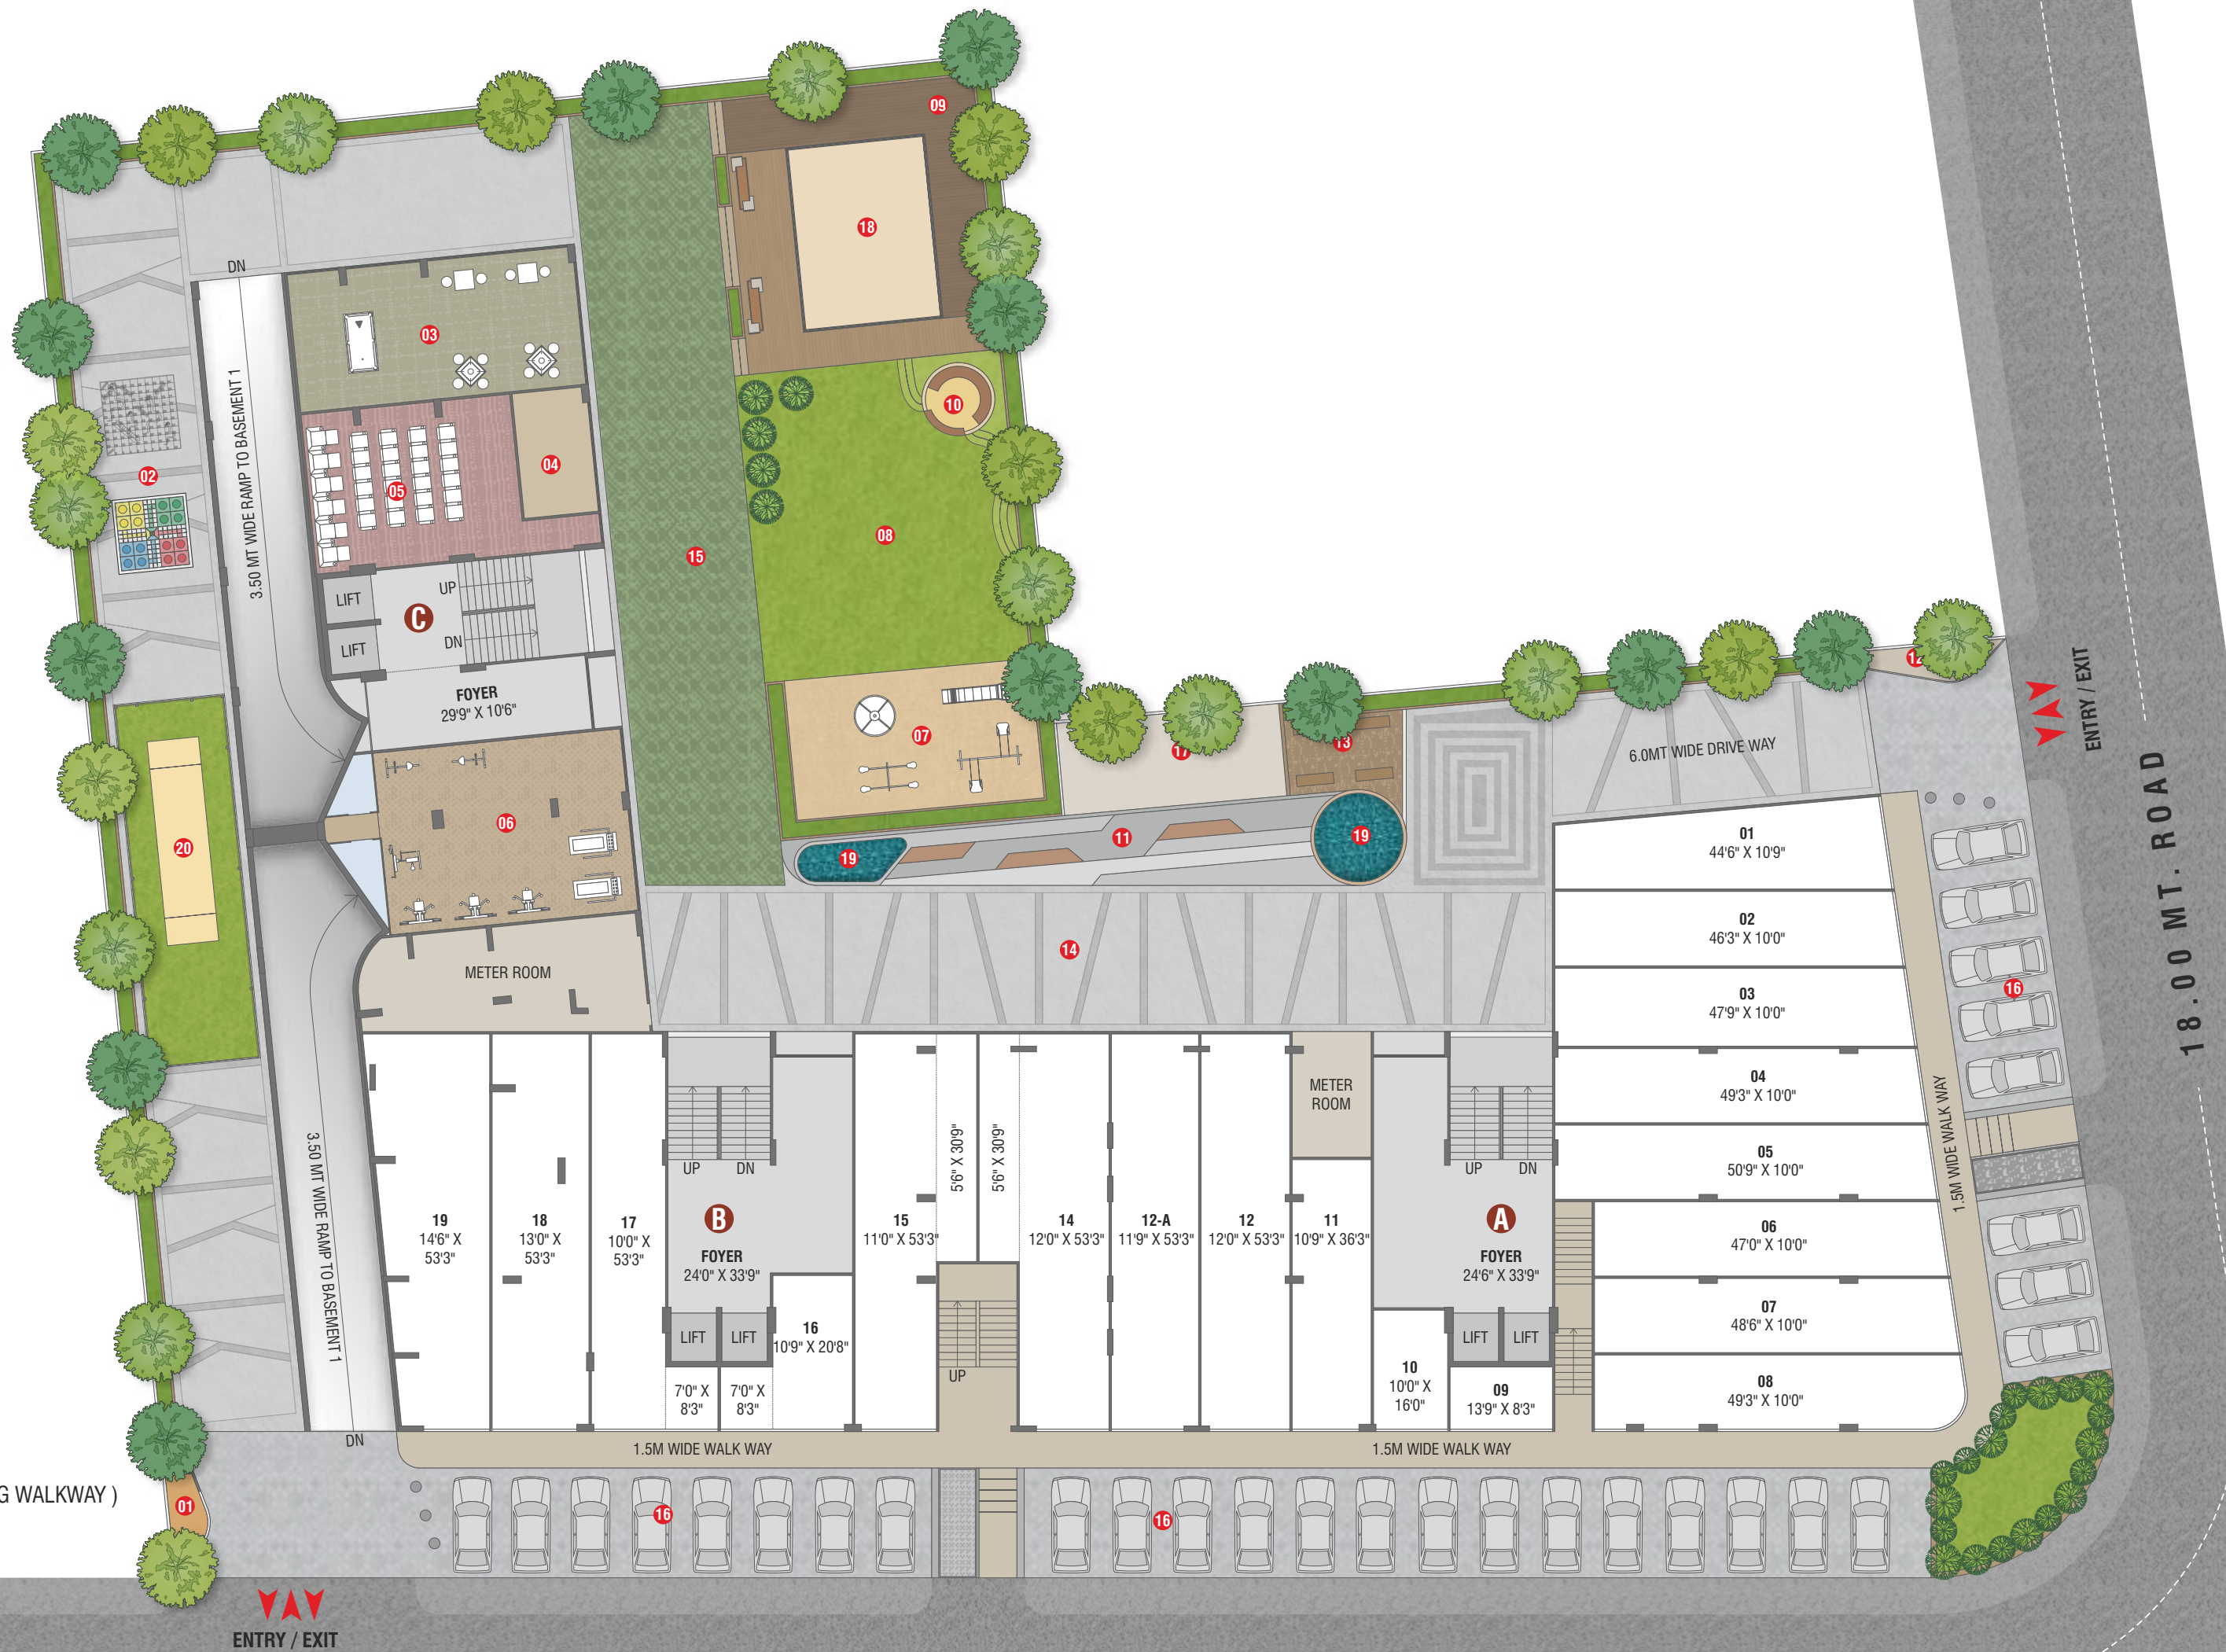 09
18
DN
03
3.50 MT WIDE RAMP TO BASEMENT 1
10
04
02
05
08
15
LIFT
UP
C
LIFT
DN
FOYER
29'9" X 10'6"
07
17
13
12
6.0MT WIDE DRIVE WAY
ENTRY / EXIT
18.00 MT. ROAD
06
20
19
11
19
01
44'6" X 10'9"
METER ROOM
14
02
46'3" X 10'0"
03
47'9" X 10'0"
16
04
49'3" X 10'0"
05
50'9" X 10'0"
1.5M WIDE WALK WAY
06
47'0" X 10'0"
07
48'6" X 10'0"
08
49'3" X 10'0"
3.50 MT WIDE RAMP TO BASEMENT 1
DN
19
14'6" X
53'3"
18
13'0" X
53'3"
17
10'0" X
53'3"
UP
DN
B
FOYER
24'0" X 33'9"
LIFT
LIFT
7'0" X
8'3"
7'0" X
8'3"
16
10'9" X 20'8"
15
11'0" X 53'3"
5'6" X 30'9"
5'6" X 30'9"
UP
14
12'0" X 53'3"
12-A
11'9" X 53'3"
12
12'0" X 53'3"
METER
ROOM
11
10'9" X 36'3"
UP
DN
A
FOYER
24'6" X 33'9"
LIFT
LIFT
10
10'0" X
16'0"
09
13'9" X 8'3"
1.5M WIDE WALK WAY
1.5M WIDE WALK WAY
G WALKWAY )
01
16
16
ENTRY / EXIT